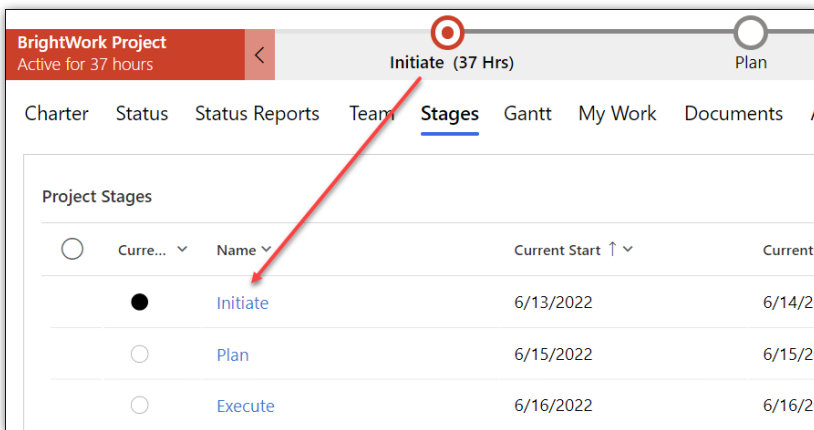 BrightWork Project
Active for 37 hours
Initiate (37 Hrs)
Plan
Charter Status Status Reports Team Stages Gantt My Work Documents
Project Stages
Curre... Name Current Start Current
Initiate 6/13/2022 6/14/2
Plan 6/15/2022 6/15/2
Execute 6/16/2022 6/16/2